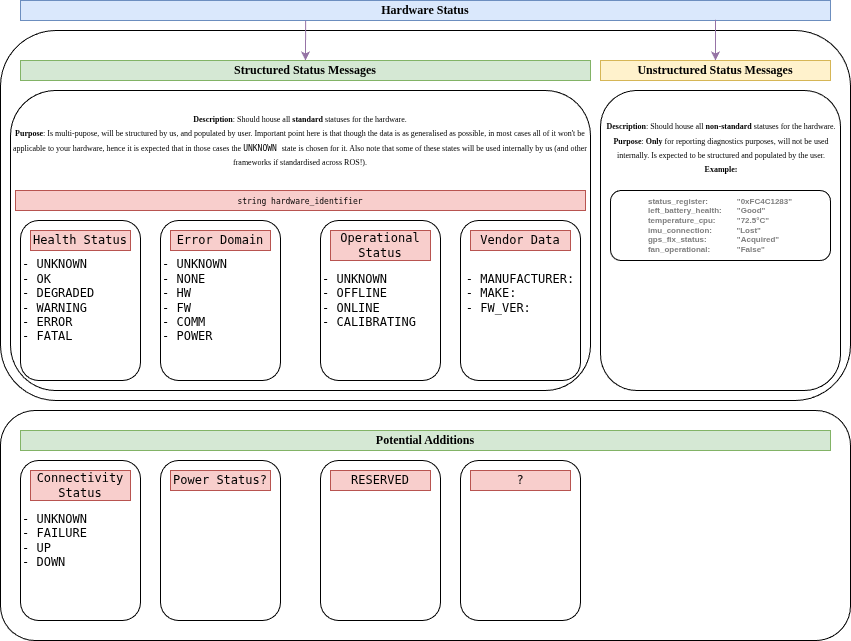 Hardware Status
Structured Status Messages
Unstructured Status Messages
Description: Should house all standard statuses for the hardware.
Purpose: Is multi-pupose, will be structured by us, and populated by user. Important point here is that though the data is as generalised as possible, in most cases all of it won't be
applicable to your hardware, hence it is expected that in those cases the UNKNOWN state is chosen for it. Also note that some of these states will be used internally by us (and other
frameworks if standardised across ROS!).
string hardware_identifier
Health Status
- UNKNOWN
- OK
- DEGRADED
- WARNING
- ERROR
- FATAL
Error Domain
- UNKNOWN
- NONE
- HW
- FW
- COMM
- POWER
Operational
Status
- UNKNOWN
- OFFLINE
- ONLINE
- CALIBRATING
Vendor Data
- MANUFACTURER:
- MAKE:
- FW_VER:
Description: Should house all non-standard statuses for the hardware.
Purpose: Only for reporting diagnostics purposes, will not be used
internally. Is expected to be structured and populated by the user.
Example:
status_register: "0xFC4C1283"
left_battery_health: "Good"
temperature_cpu: "72.5°C"
imu_connection: "Lost"
gps_fix_status: "Acquired"
fan_operational: "False"
Potential Additions
Connectivity
Status
- UNKNOWN
- FAILURE
- UP
- DOWN
Power Status?
RESERVED
?